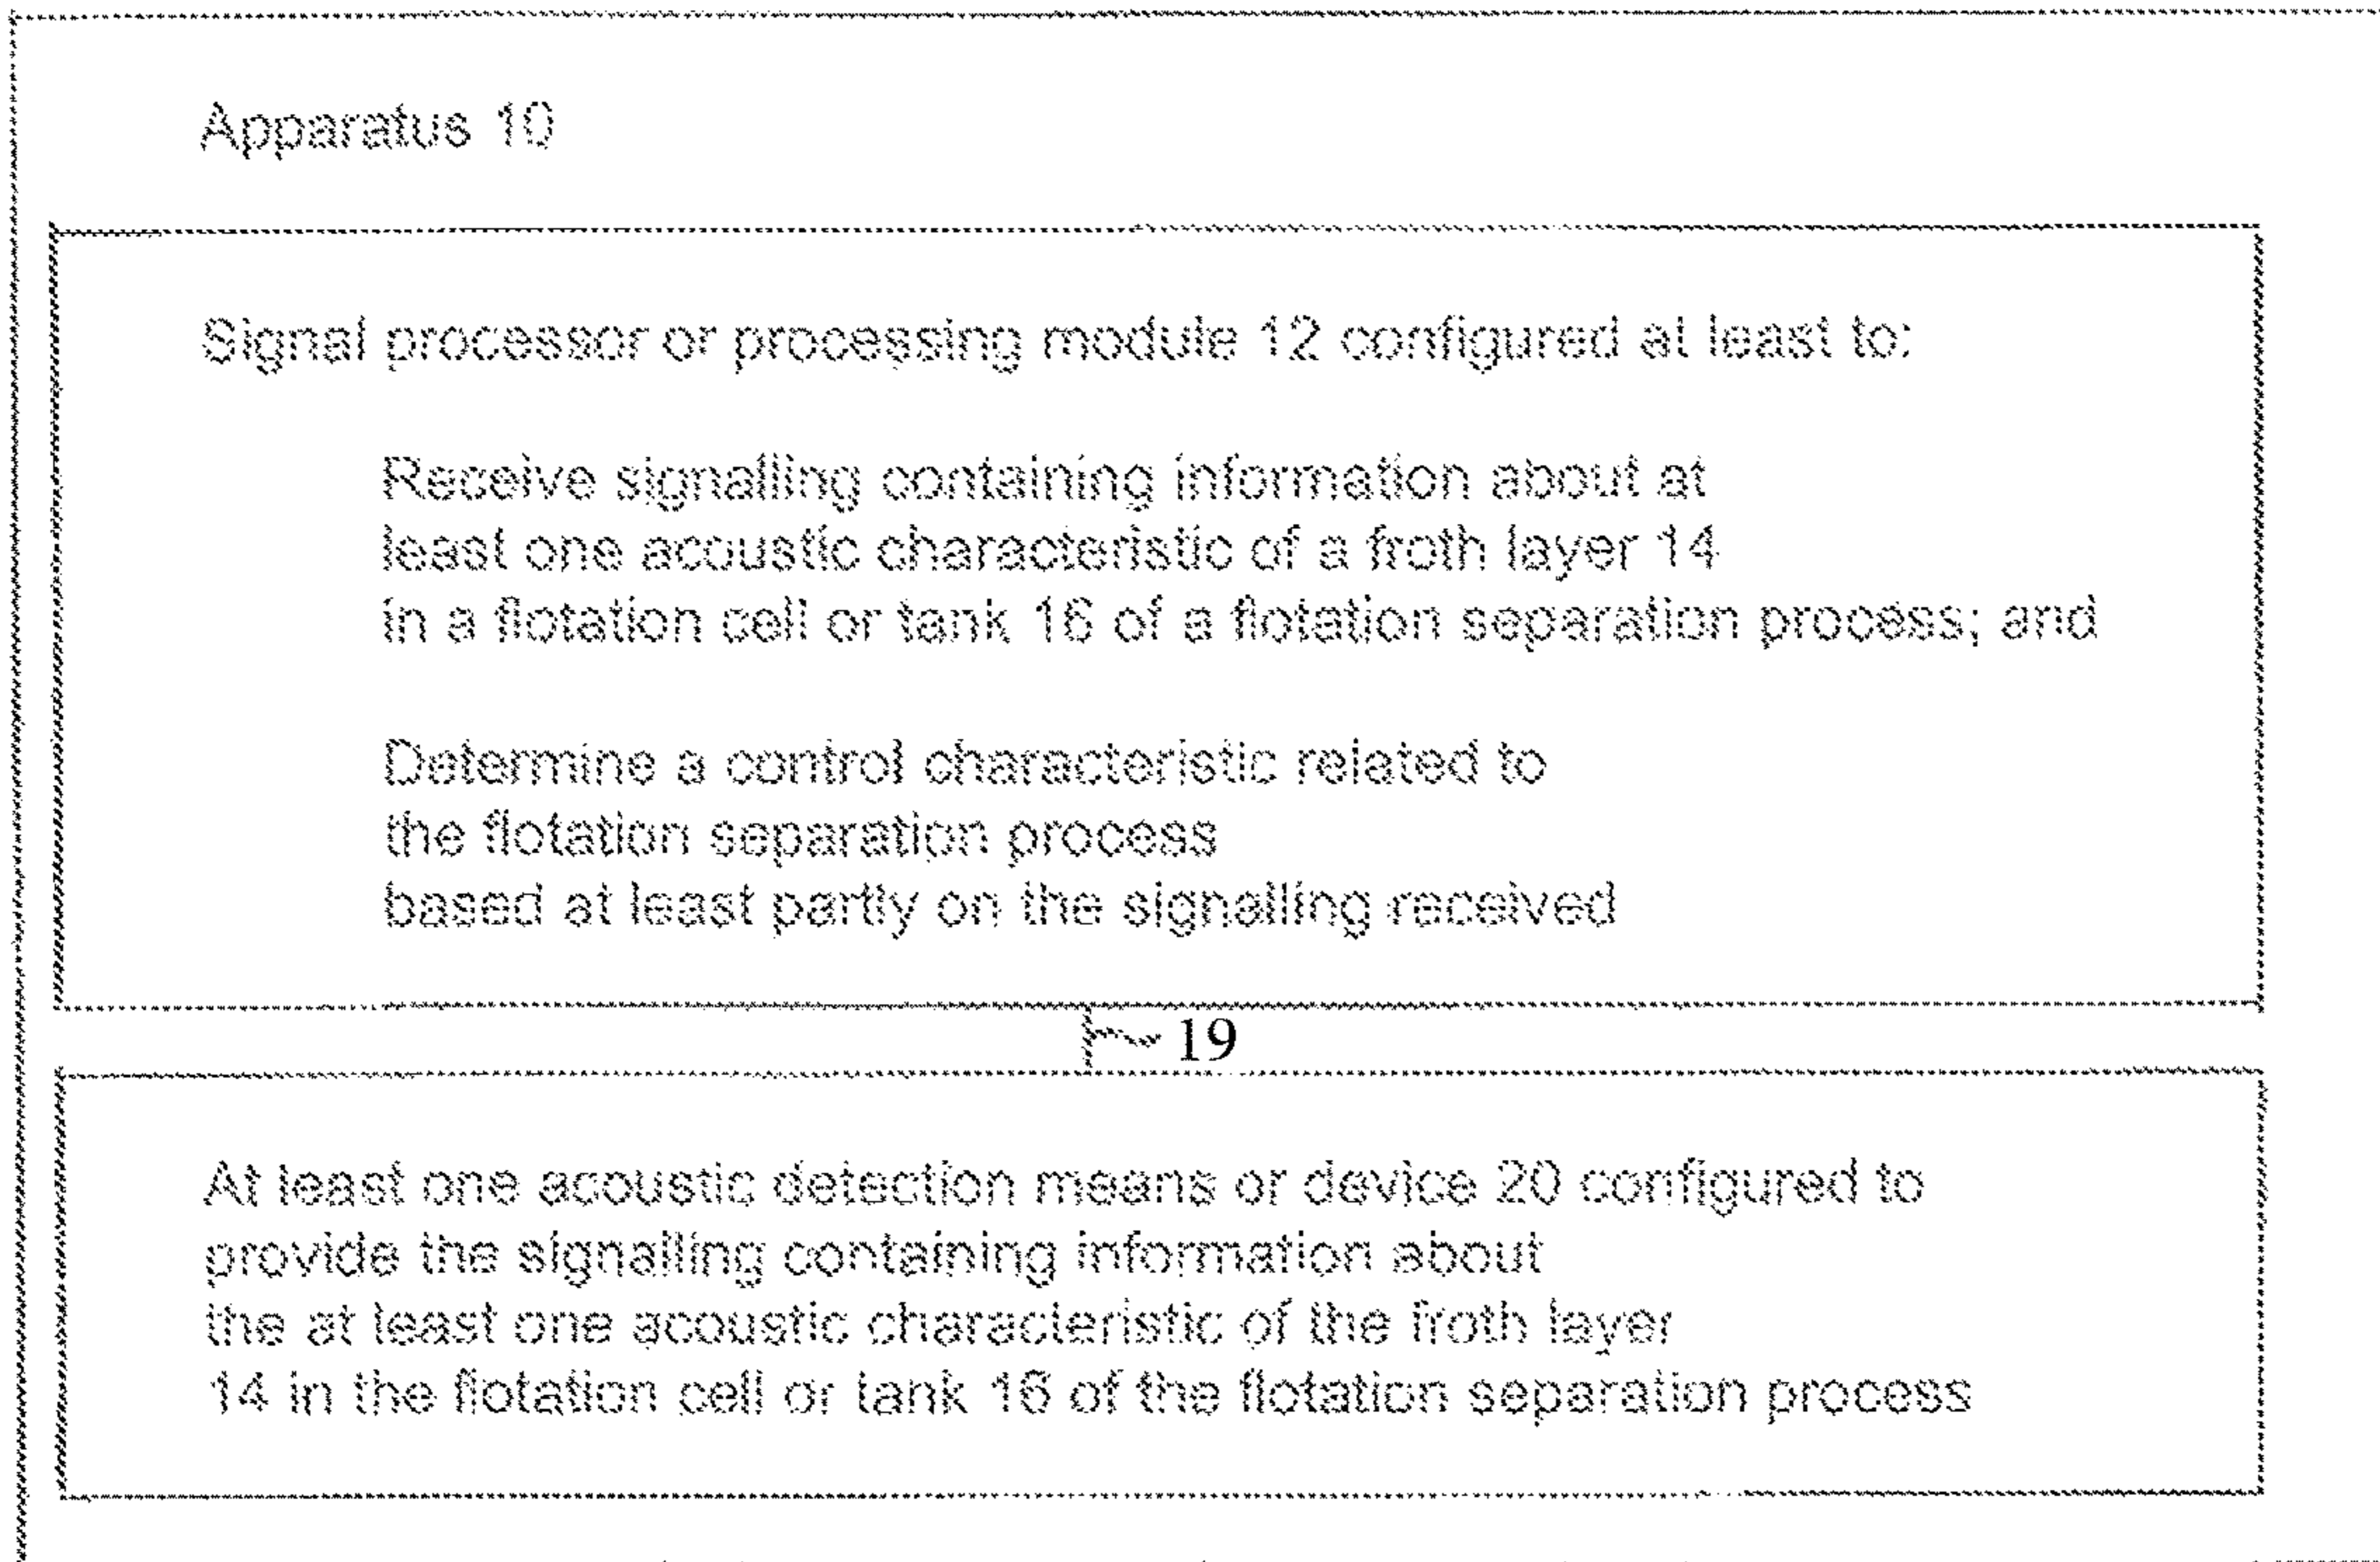 Apparatus 10
Signal processor or processing module 12 configured at least to:
Receive signalling containing information about at
least one acoustic characteristic of a froth layer 14
in a flotation cell or tank 16 of a flotation separation process; and
Determine a control characteristic related to
the flotation separation process
based at least partly on the signalling received
19
At least one acoustic detection means or device 20 configured to
provide the signalling containing information about
the at least one acoustic characteristic of the froth layer
14 in the flotation cell or tank 16 of the flotation separation process